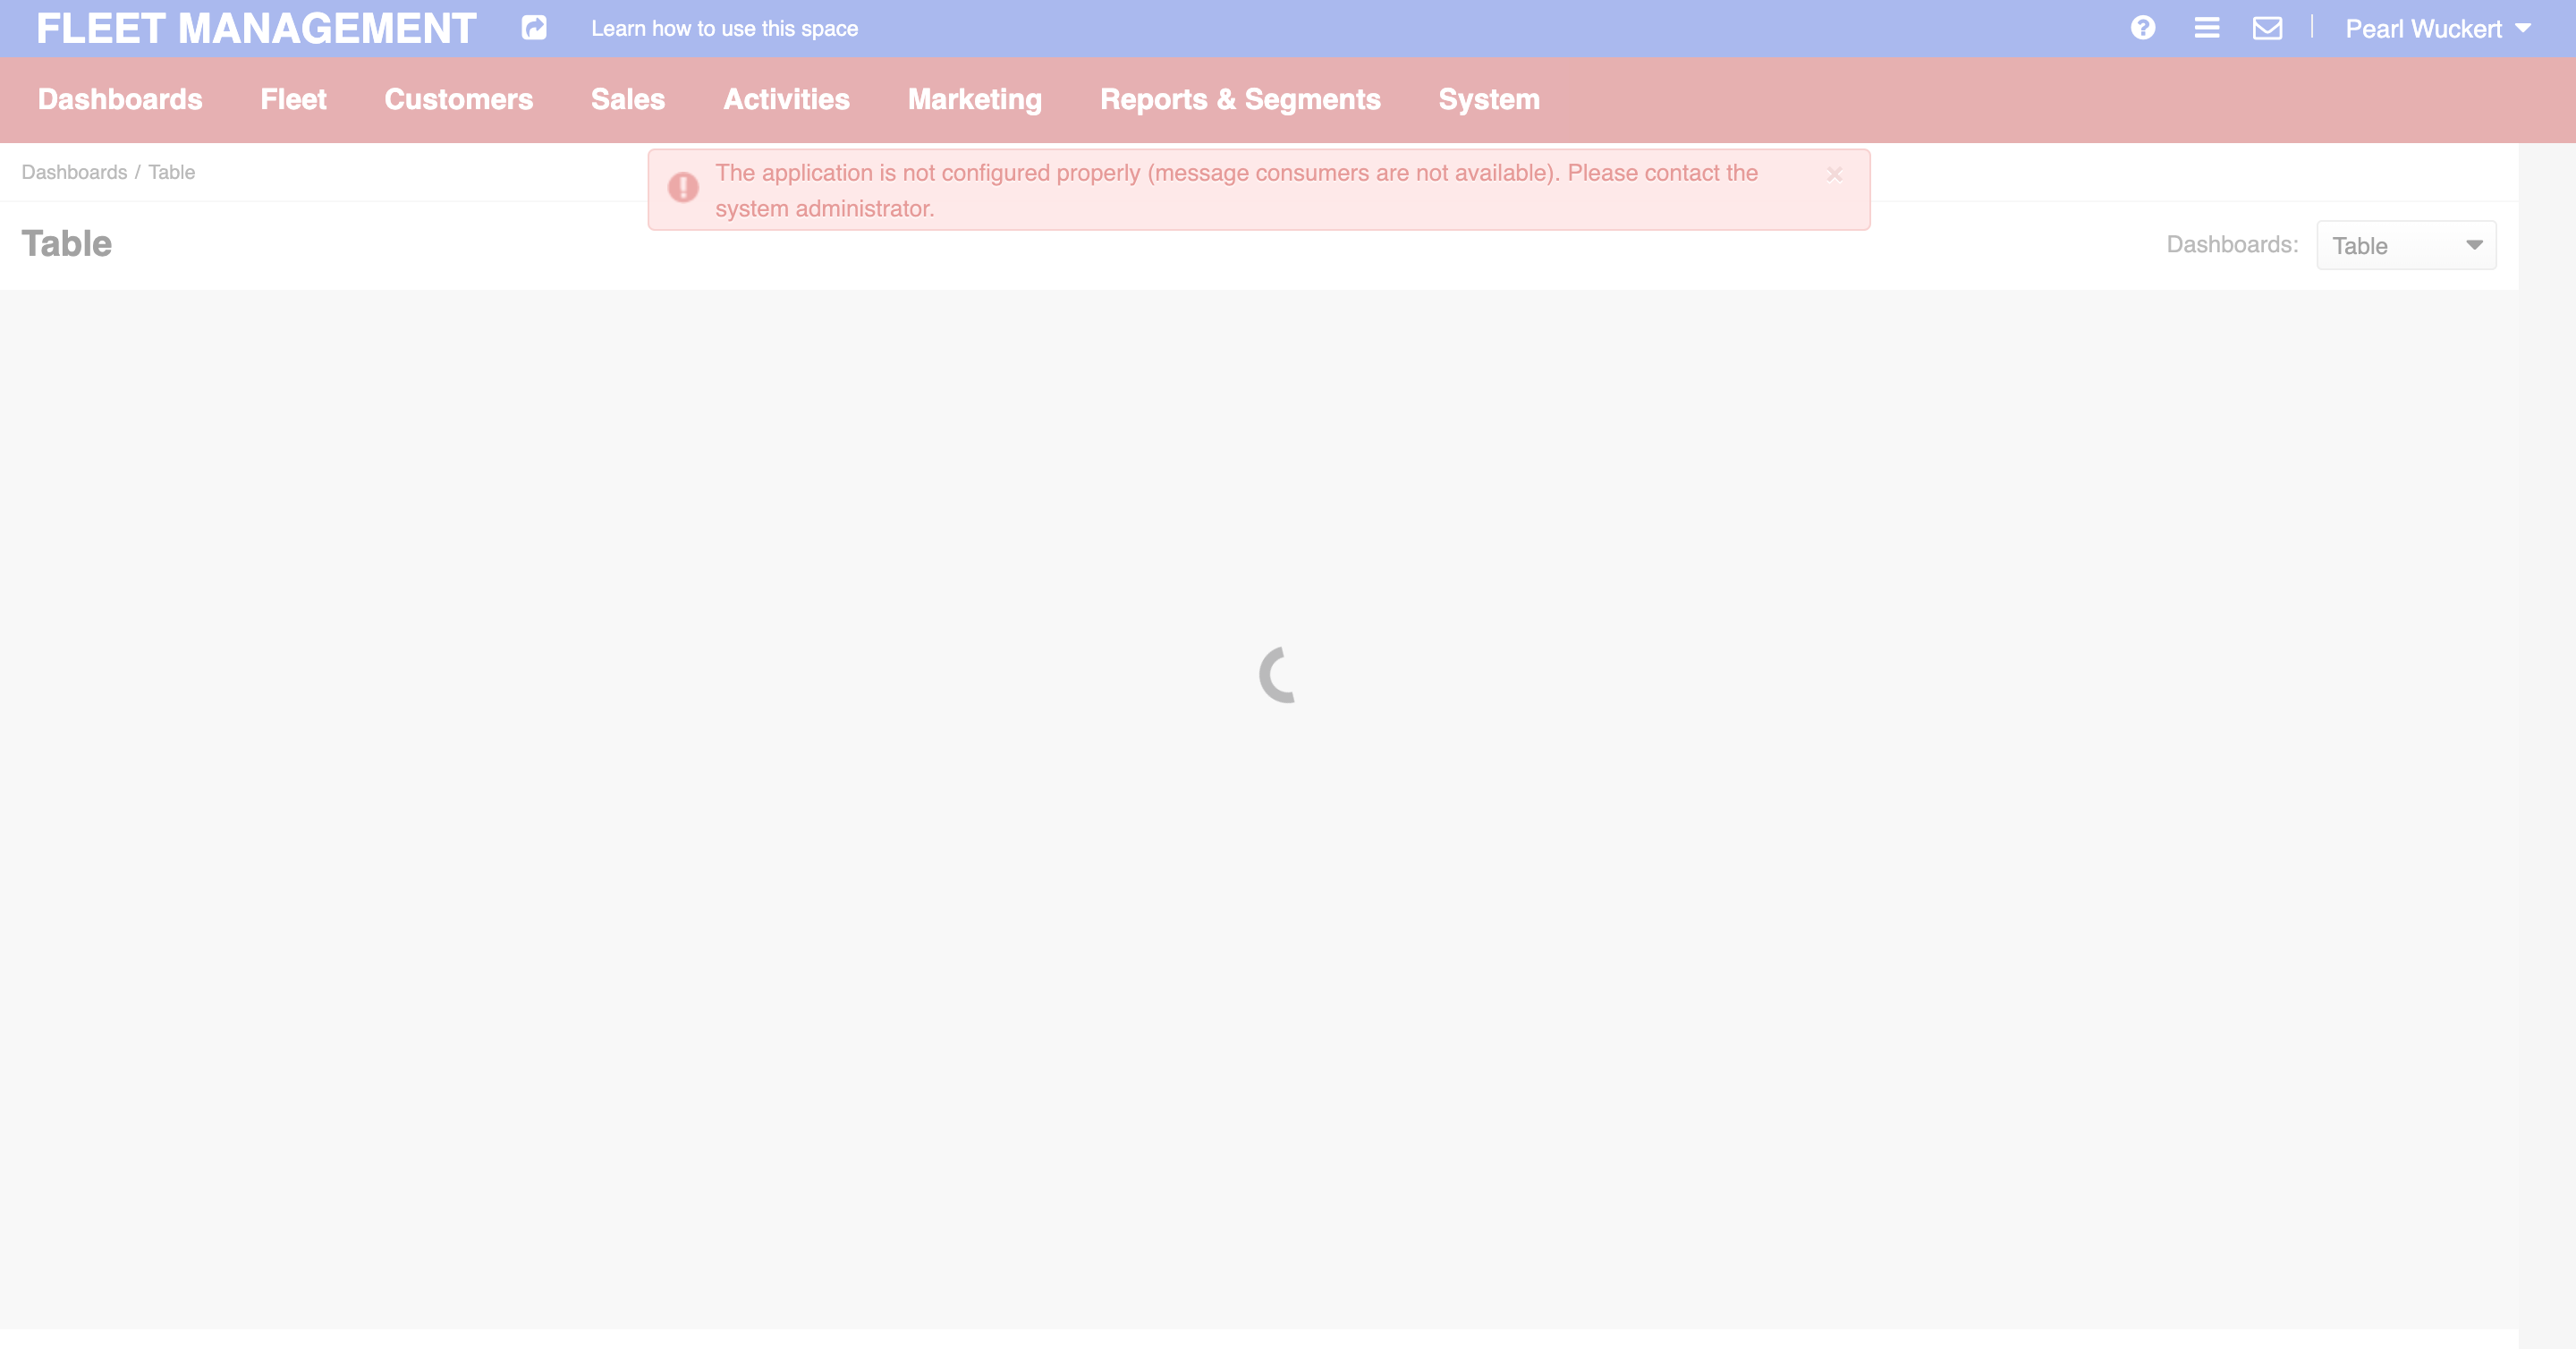 FLEET MANAGEMENT
Learn how to use this space
Pearl Wuckert
Dashboards Fleet Customers Sales Activities Marketing Reports & Segments System
Dashboards / Table
The application is not configured properly (message consumers are not available). Please contact the
system administrator.
Table
Dashboards: Table